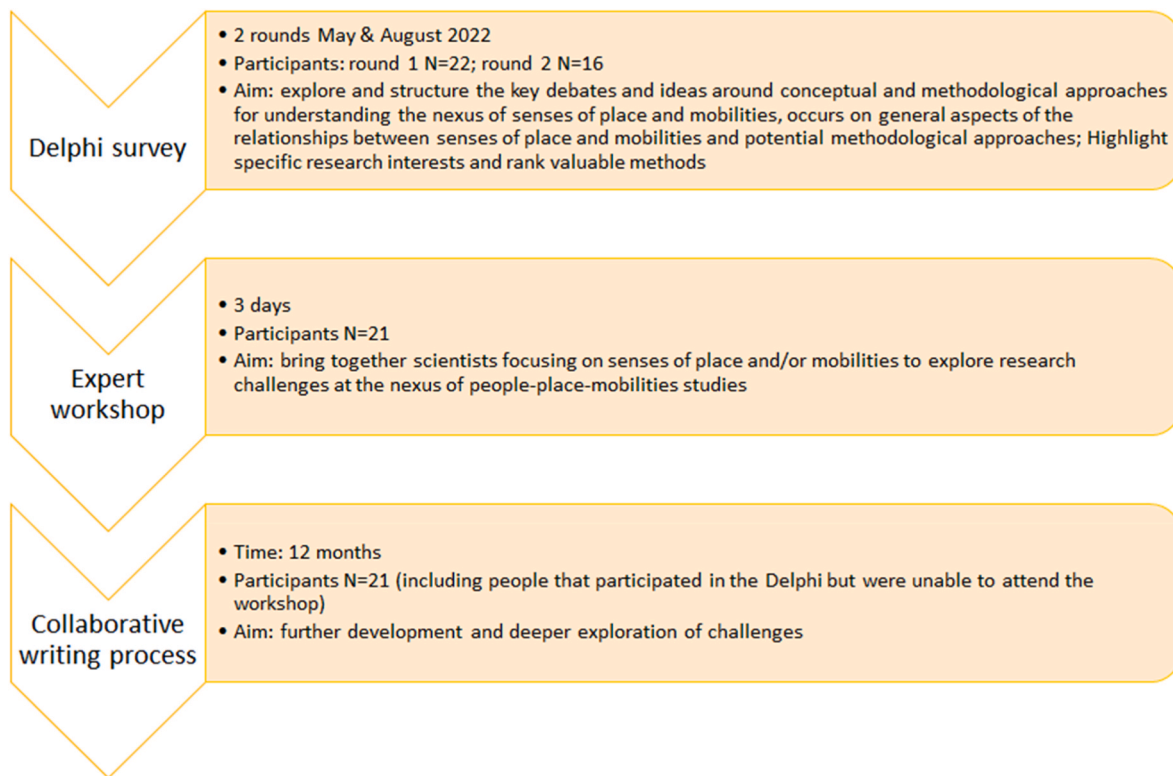 Delphi survey
• 2 rounds May & August 2022
• Participants: round 1 N=22; round 2 N=16
• Aim: explore and structure the key debates and ideas around conceptual and methodological approaches
for understanding the nexus of senses of place and mobilities, occurs on general aspects of the
relationships between senses of place and mobilities and potential methodological approaches; Highlight
specific research interests and rank valuable methods
Expert
workshop
• 3 days
• Participants N=21
• Aim: bring together scientists focusing on senses of place and/or mobilities to explore research
challenges at the nexus of people-place-mobilities studies
Collaborative
writing process
• Time: 12 months
• Participants N=21 (including people that participated in the Delphi but were unable to attend the
workshop)
• Aim: further development and deeper exploration of challenges